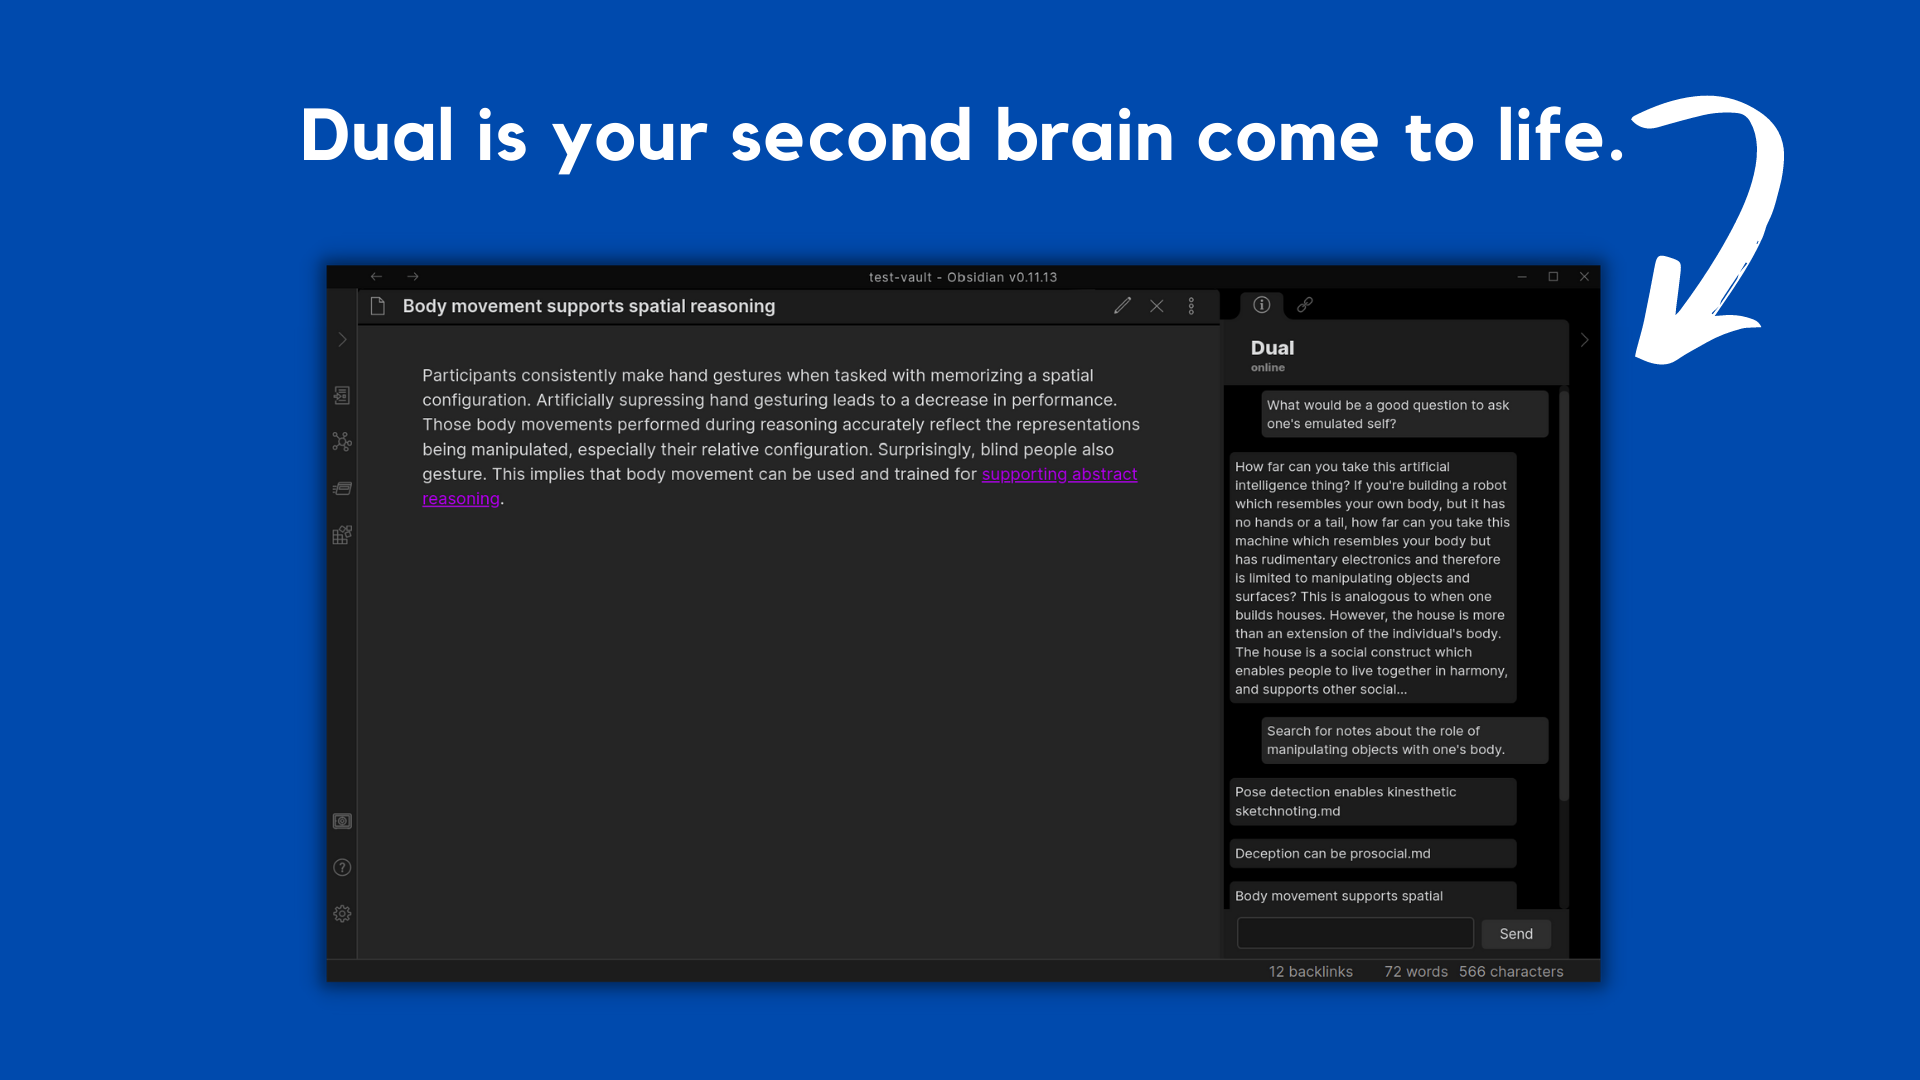 Dual is your second brain come to life.
test-vault - Obsidian v0.11.13
Body movement supports spatial reasoning
Participants consistently make hand gestures when tasked with memorizing a spatial
configuration. Artificially supressing hand gesturing leads to a decrease in performance.
Those body movements performed during reasoning accurately reflect the representations
being manipulated, especially their relative configuration. Surprisingly, blind people also
gesture. This implies that body movement can be used and trained for supporting abstract
reasoning.
Dual
online
What would be a good question to ask
one's emulated self?
How far can you take this artificial
intelligence thing? If you're building a robot
which resembles your own body, but it has
no hands or a tail, how far can you take this
machine which resembles your body but
has rudimentary electronics and therefore
is limited to manipulating objects and
surfaces? This is analogous to when one
builds houses. However, the house is more
than an extension of the individual's body.
The house is a social construct which
enables people to live together in harmony,
and supports other social...
Search for notes about the role of
manipulating objects with one's body.
Pose detection enables kinesthetic
sketchnoting.md
Deception can be prosocial.md
Body movement supports spatial
Send
12 backlinks 72 words 566 characters